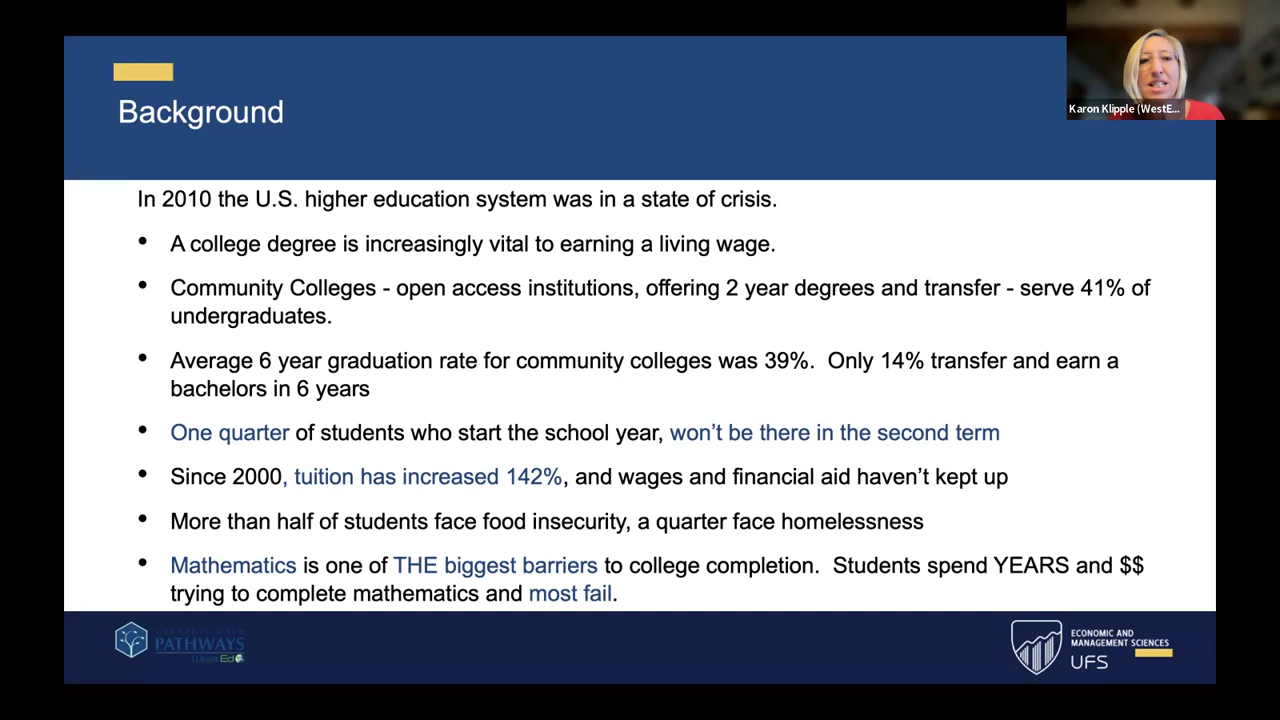 Karon Klipple (WestE...
Background
In 2010 the U.S. higher education system was in a state of crisis.
• A college degree is increasingly vital to earning a living wage.
• Community Colleges - open access institutions, offering 2 year degrees and transfer - serve 41% of
undergraduates.
• Average 6 year graduation rate for community colleges was 39%.  Only 14% transfer and earn a
bachelors in 6 years
• One quarter of students who start the school year, won’t be there in the second term
• Since 2000, tuition has increased 142%, and wages and financial aid haven’t kept up
• More than half of students face food insecurity, a quarter face homelessness
• Mathematics is one of THE biggest barriers to college completion.  Students spend YEARS and $$
trying to complete mathematics and most fail.
CARNEGIE MATH
PATHWAYS
WestEd
ECONOMIC AND
MANAGEMENT SCIENCES
UFS